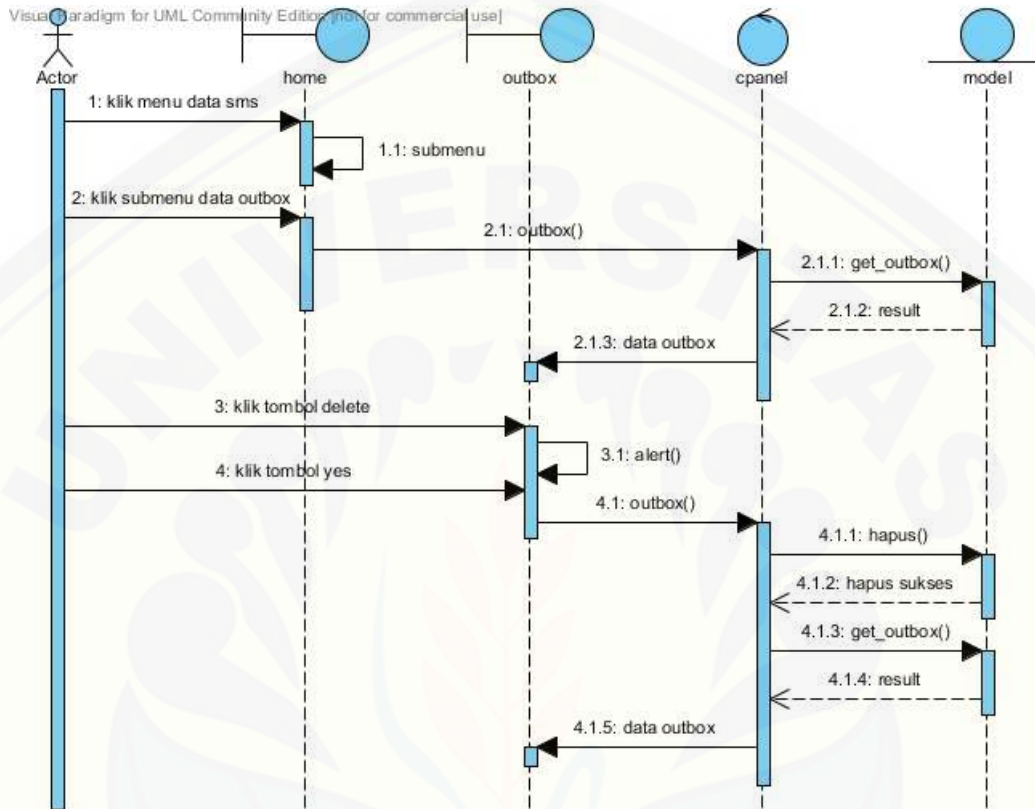 Visual Paradigm for UML Community Edition [not for commercial use]
Actor
home
outbox
cpanel
model
1: klik menu data sms
1.1: submenu
2: klik submenu data outbox
2.1: outbox()
2.1.1: get_outbox()
2.1.2: result
2.1.3: data outbox
3: klik tombol delete
3.1: alert()
4: klik tombol yes
4.1: outbox()
4.1.1: hapus()
4.1.2: hapus sukses
4.1.3: get_outbox()
4.1.4: result
4.1.5: data outbox
UNIVERSITAS